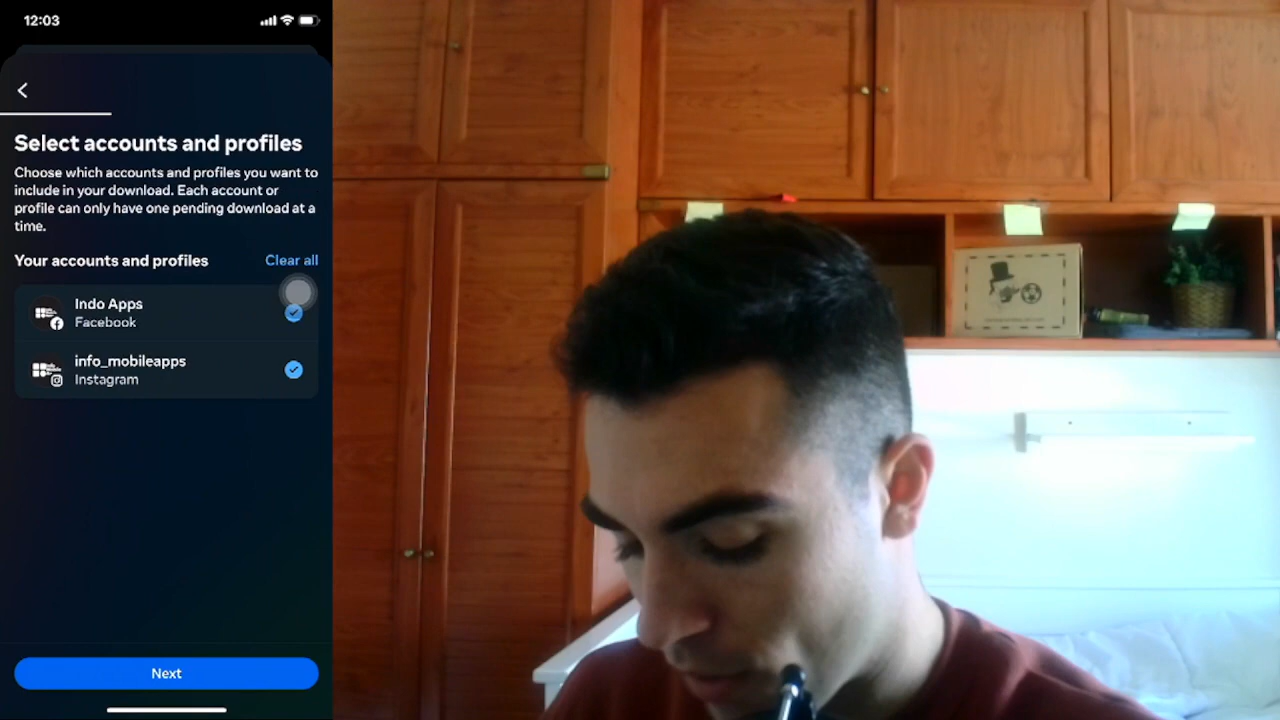 12:03
Select accounts and profiles
Choose which accounts and profiles you want to
include in your download. Each account or
profile can only have one pending download at a
time.
Your accounts and profiles
Clear all
Indo Apps
Facebook
info_mobileapps
Instagram
Next